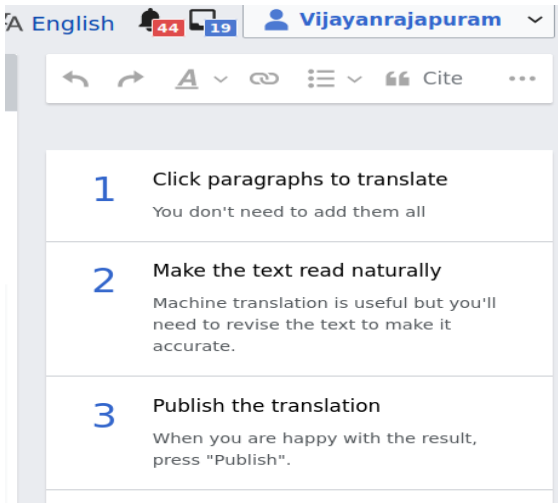 English 44 19 Vijayanrajapuram
A Cite
1 Click paragraphs to translate
You don't need to add them all
2 Make the text read naturally
Machine translation is useful but you'll
need to revise the text to make it
accurate.
3 Publish the translation
When you are happy with the result,
press "Publish".